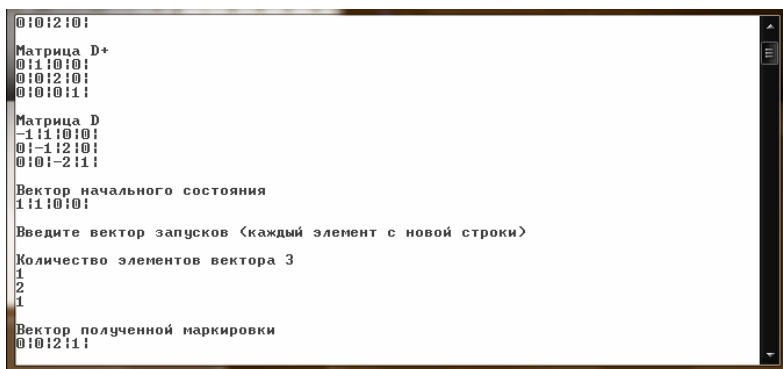 0¦0¦2¦0¦
Матрица D+
0¦1¦0¦0¦
0¦0¦2¦0¦
0¦0¦0¦1¦
Матрица D
-1¦1¦0¦0¦
0¦-1¦2¦0¦
0¦0¦-2¦1¦
Вектор начального состояния
1¦1¦0¦0¦
Введите вектор запусков (каждый элемент с новой строки)
Количество элементов вектора 3
1
2
1
Вектор полученной маркировки
0¦0¦2¦1¦